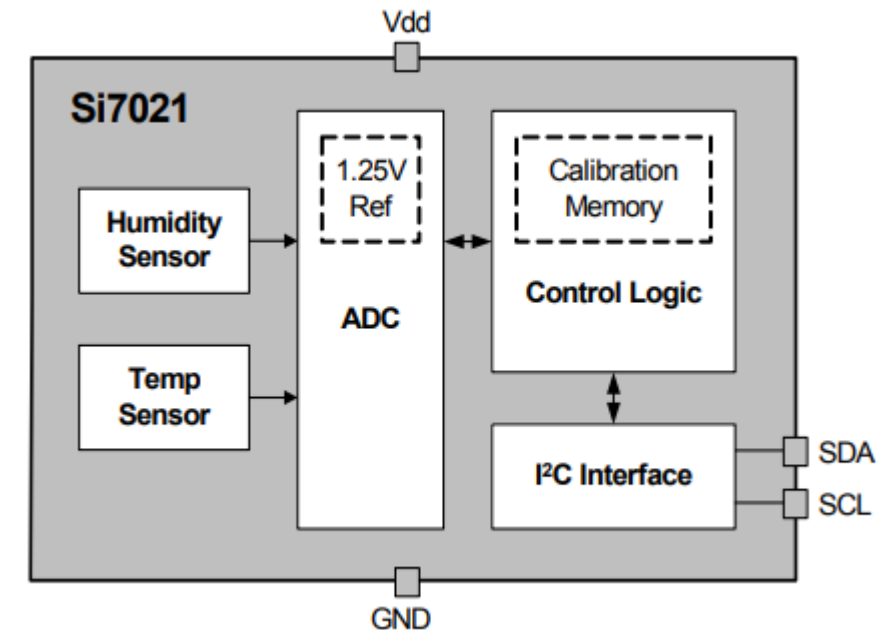 Vdd
Si7021
Humidity
Sensor
Temp
Sensor
1.25V
Ref
ADC
Calibration
Memory
Control Logic
I²C Interface
SDA
SCL
GND